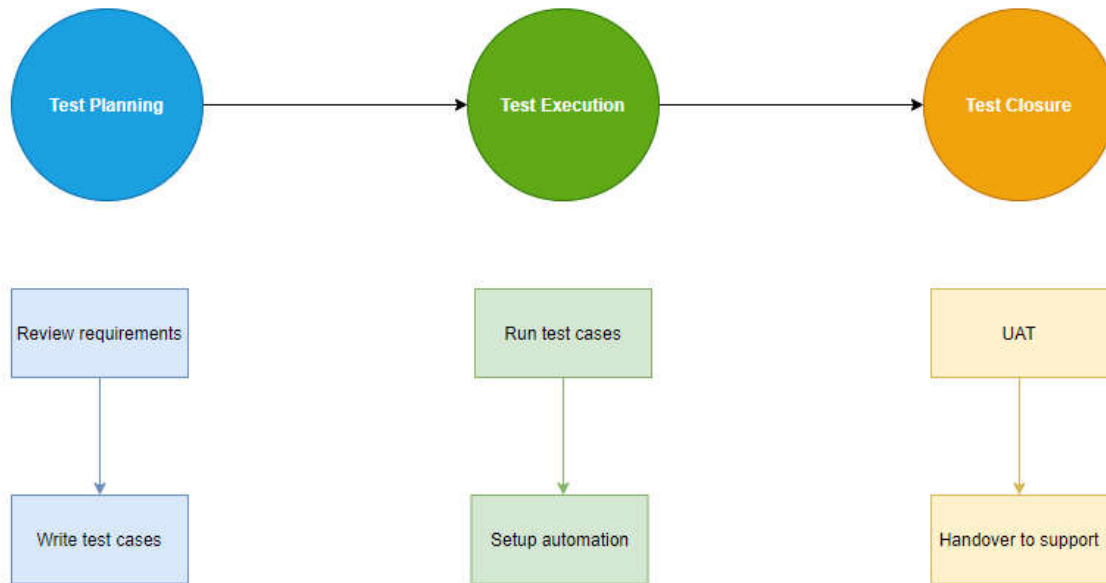 Test Planning
Test Execution
Test Closure
Review requirements
Run test cases
UAT
Write test cases
Setup automation
Handover to support